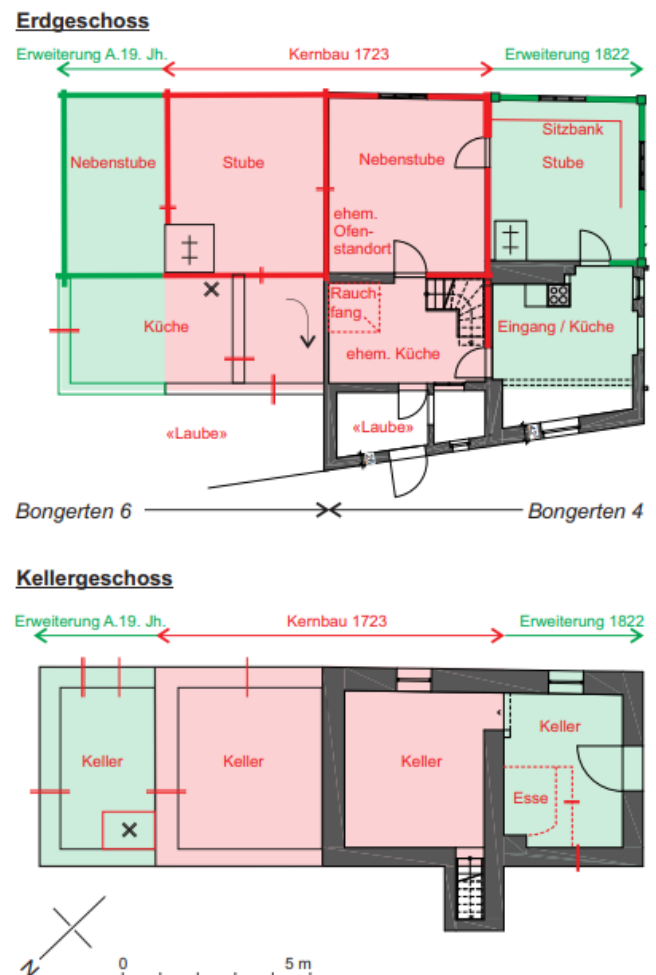 Erdgeschoss
Erweiterung A.19. Jh.
Kernbau 1723
Erweiterung 1822
Nebenstube
Stube
Nebenstube
Sitzbank
Stube
ehem.
Ofen-
standort
Küche
Rauch
fang
ehem. Küche
Eingang / Küche
«Laube»
«Laube»
Bongerten 6
Bongerten 4
Kellergeschoss
Erweiterung A.19. Jh.
Kernbau 1723
Erweiterung 1822
Keller
Keller
Keller
Keller
Esse
N
0
5 m